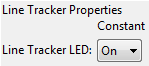 Line Tracker Properties
Constant
Line Tracker LED: On